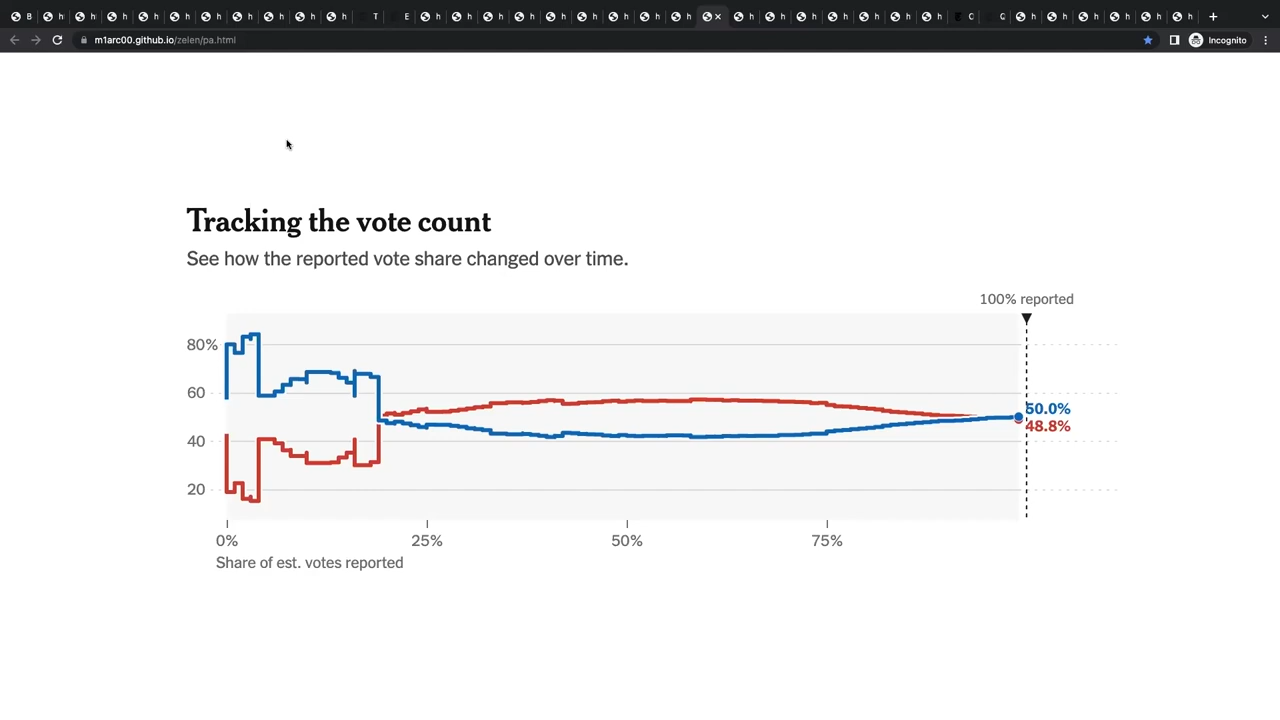 B h h h h h h h h h h T E h h h h h h h h h h h h h h h h h C Q h h h h h h
m1arc00.github.io/zelen/pa.html
Incognito
Tracking the vote count
See how the reported vote share changed over time.
100% reported
80%
60
50.0%
48.8%
40
20
0% 25% 50% 75%
Share of est. votes reported